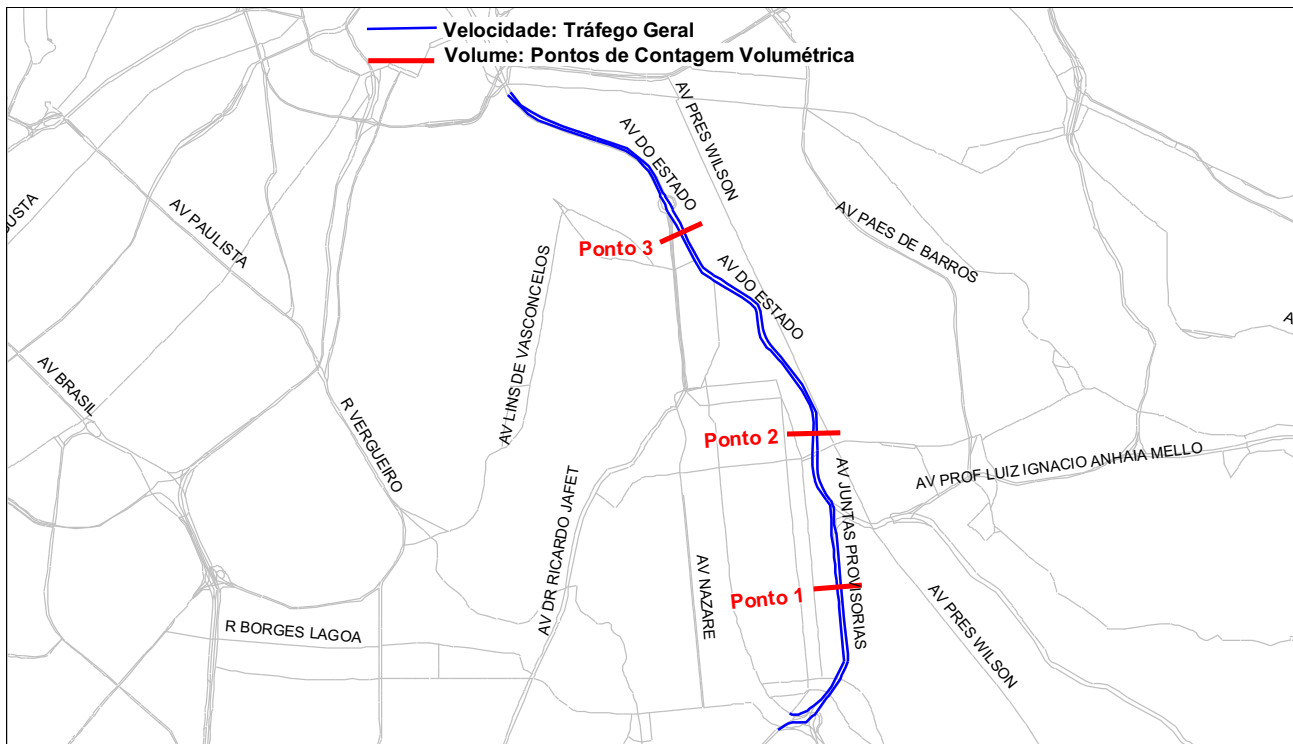 Velocidade: Tráfego Geral
Volume: Pontos de Contagem Volumétrica
AV PRES WILSON
AV DO ESTADO
AV PAULISTA
AV PAES DE BARROS
Ponto 3
AV DO ESTADO
AV LINS DE VASCONCELOS
AV BRASIL
R VERGUEIRO
Ponto 2
AV PROF LUIZ IGNACIO ANHAIA MELLO
AV JUNTAS PROVISORIAS
AV DR RICARDO JAFET
AV NAZARE
Ponto 1
AV PRES WILSON
R BORGES LAGOA